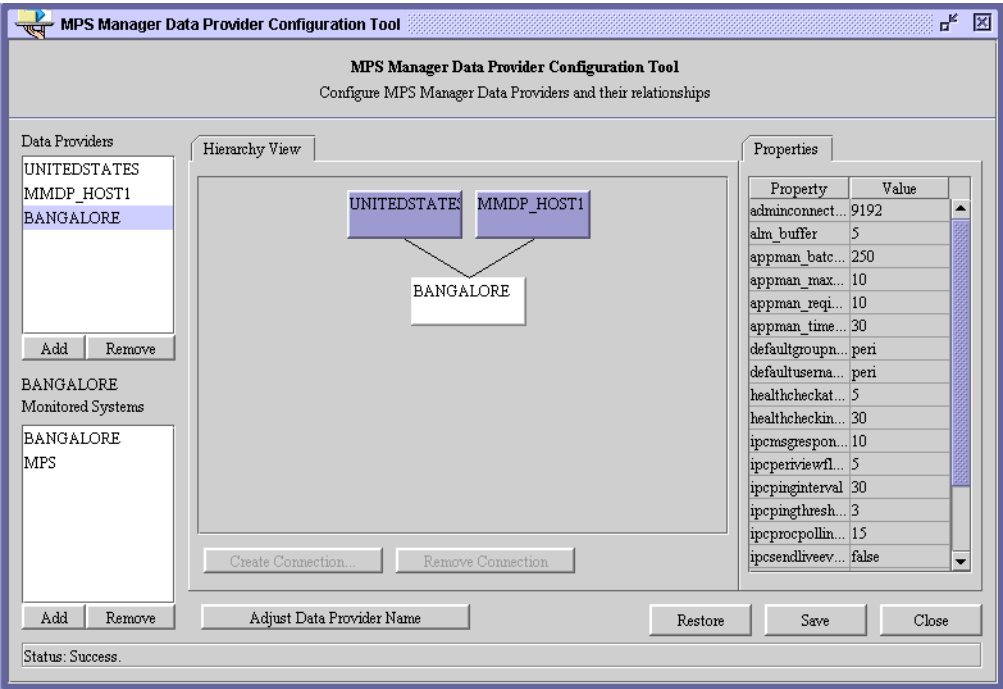 MPS Manager Data Provider Configuration Tool
MPS Manager Data Provider Configuration Tool
Configure MPS Manager Data Providers and their relationships
Data Providers
UNITEDSTATES
MMDP_HOST1
BANGALORE
Add Remove
BANGALORE
Monitored Systems
BANGALORE
MPS
Add Remove
Hierarchy View
UNITEDSTATES MMDP_HOST1
BANGALORE
Create Connection... Remove Connection
Adjust Data Provider Name
Properties
Property Value
adminconnect... 9192
alm_buffer 5
appman_batc... 250
appman_max... 10
appman_reqi... 10
appman_time... 30
defaultgroupn... peri
defaultuserna... peri
healthcheckat... 5
healthcheckin... 30
ipcmsgrespon... 10
ipcperiviewfl... 5
ipcpinginterval 30
ipcpingthresh... 3
ipcprocpollin... 15
ipcsendliveev... false
Restore Save Close
Status: Success.